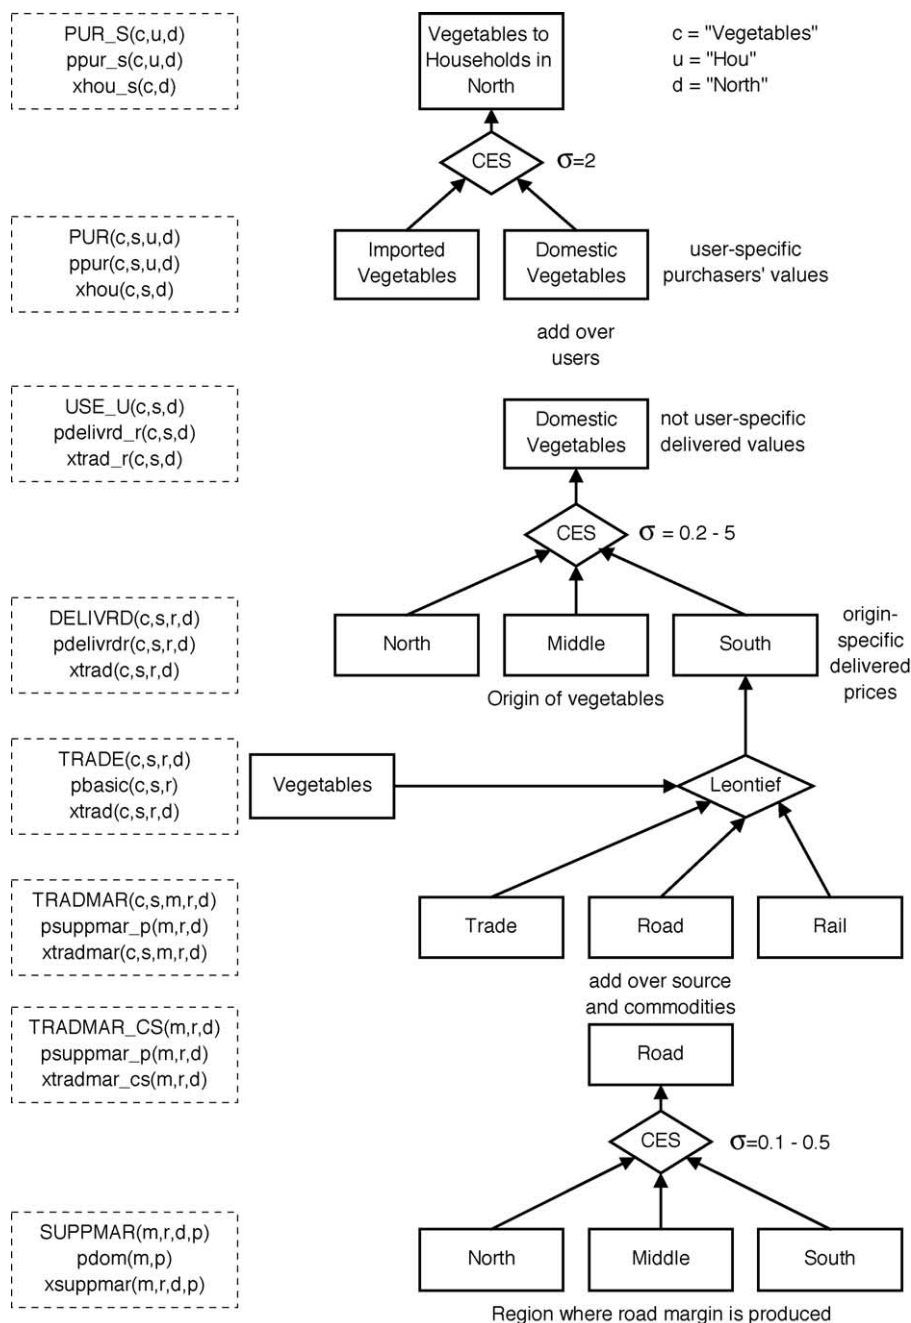 PUR_S(c,u,d)
ppur_s(c,u,d)
xhou_s(c,d)
Vegetables to
Households in
North
c = "Vegetables"
u = "Hou"
d = "North"
CES
σ=2
PUR(c,s,u,d)
ppur(c,s,u,d)
xhou(c,s,d)
Imported
Vegetables
Domestic
Vegetables
user-specific
purchasers' values
add over
users
USE_U(c,s,d)
pdelivrd_r(c,s,d)
xtrad_r(c,s,d)
Domestic
Vegetables
not user-specific
delivered values
CES
σ = 0.2 - 5
DELIVRD(c,s,r,d)
pdelivrdr(c,s,r,d)
xtrad(c,s,r,d)
North
Middle
South
origin-
specific
delivered
prices
Origin of vegetables
TRADE(c,s,r,d)
pbasic(c,s,r)
xtrad(c,s,r,d)
Vegetables
Leontief
TRADMAR(c,s,m,r,d)
psuppmar_p(m,r,d)
xtradmar(c,s,m,r,d)
Trade
Road
Rail
add over source
and commodities
TRADMAR_CS(m,r,d)
psuppmar_p(m,r,d)
xtradmar_cs(m,r,d)
Road
CES
σ=0.1 - 0.5
SUPPMAR(m,r,d,p)
pdom(m,p)
xsuppmar(m,r,d,p)
North
Middle
South
Region where road margin is produced